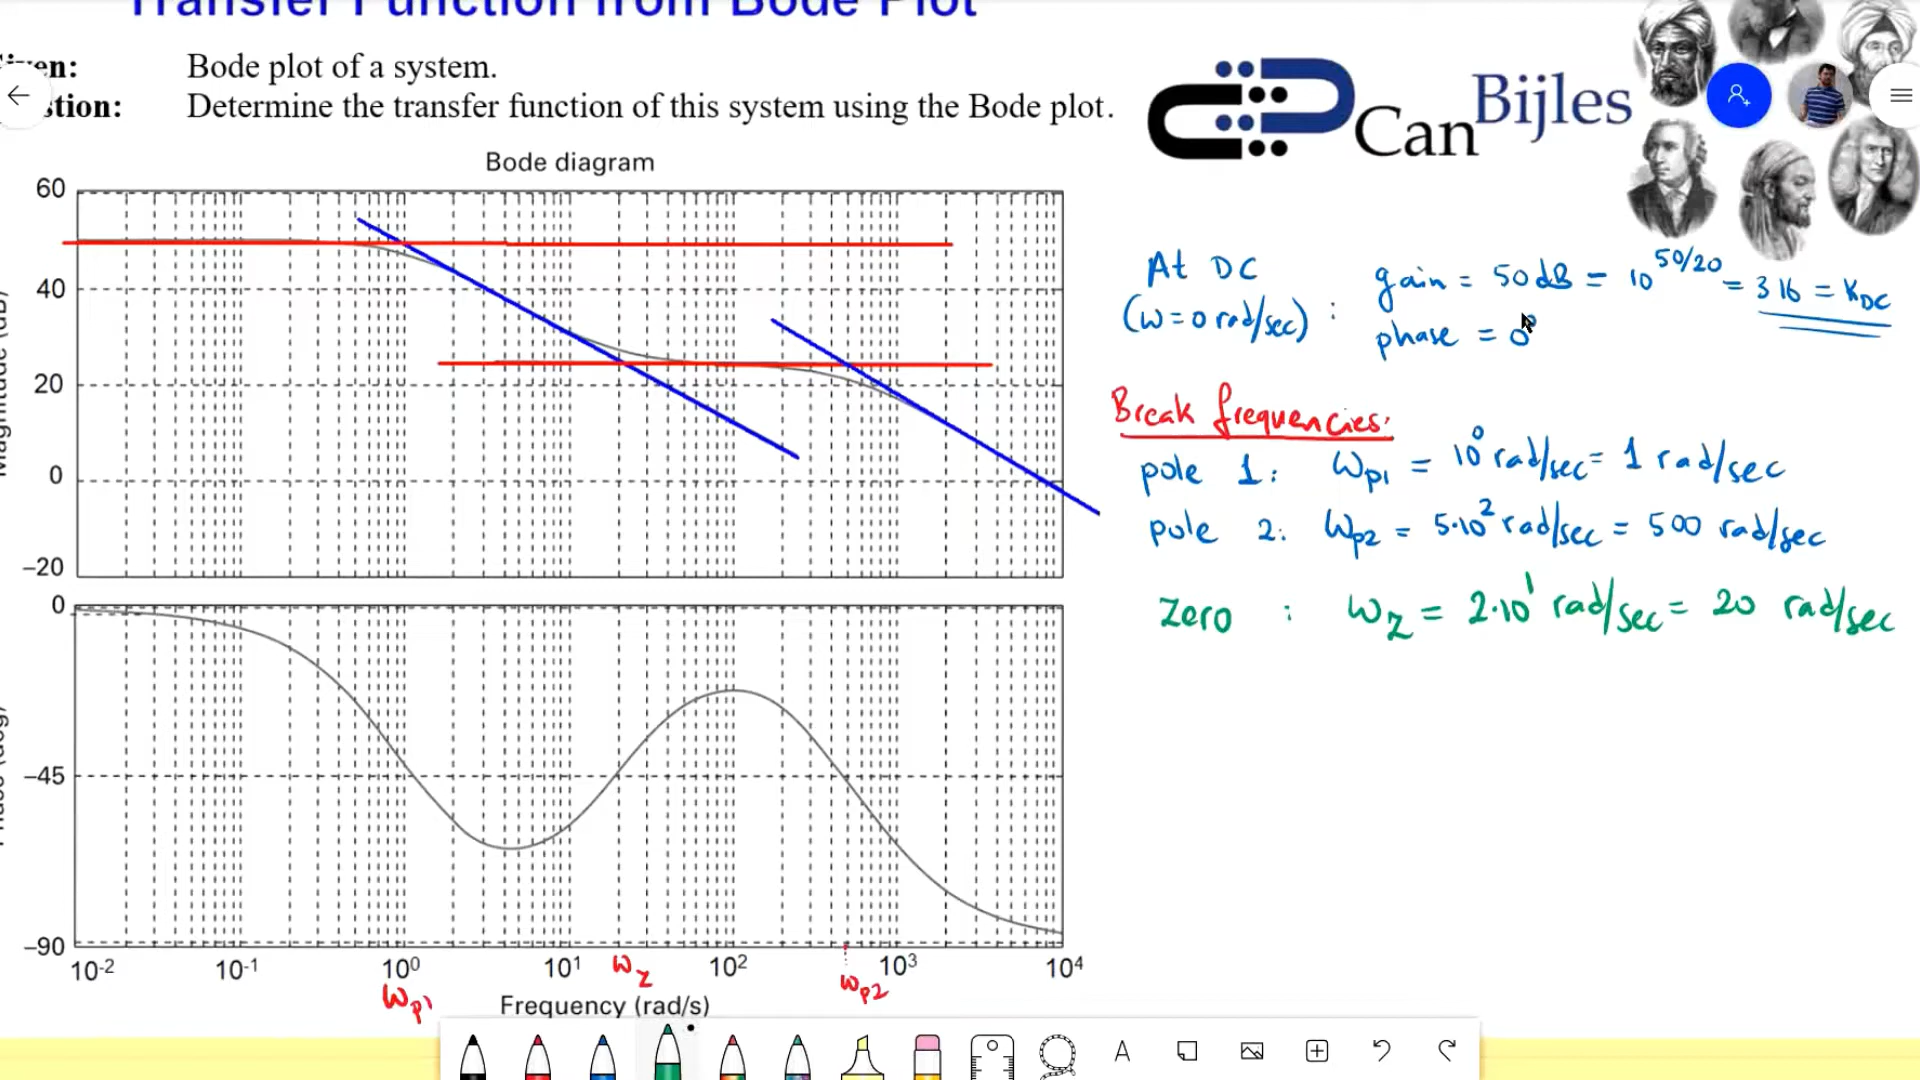 Transfer Function from Bode Plot
Given: Bode plot of a system.
Question: Determine the transfer function of this system using the Bode plot.
Can Bijles
Bode diagram
60
40
20
0
-20
Magnitude (dB)
0
-45
-90
10^-2 10^-1 10^0 10^1 10^2 10^3 10^4
ωp1 ωz ωp2
Frequency (rad/s)
At DC
(ω=0 rad/sec) :
gain = 50 dB = 10^50/20 = 316 = K_DC
phase = 0°
Break frequencies:
pole 1: ωp1 = 10^0 rad/sec = 1 rad/sec
pole 2: ωp2 = 5·10^2 rad/sec = 500 rad/sec
Zero : ωz = 2·10^1 rad/sec = 20 rad/sec
A